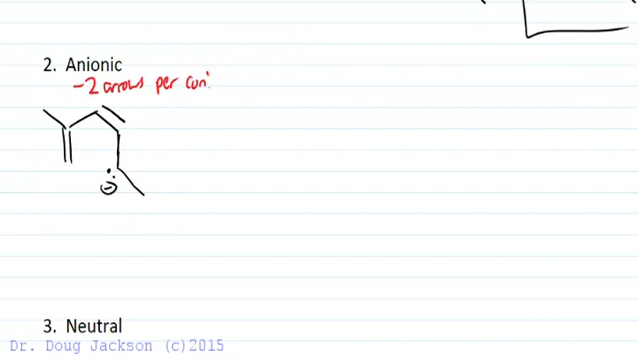 2. Anionic
-2 arrows per
3. Neutral
Dr. Doug Jackson (c)2015